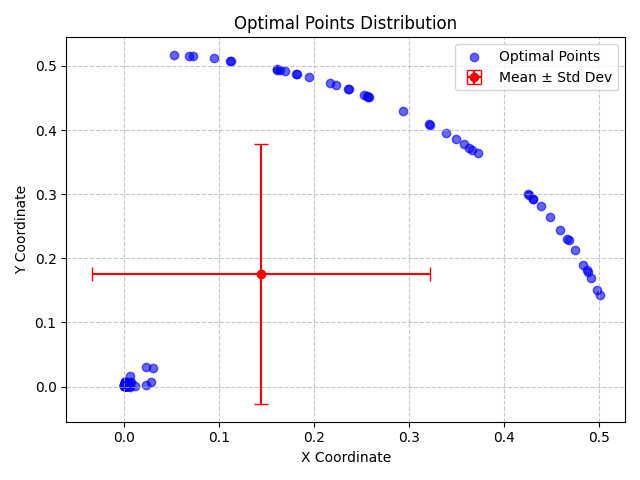 Optimal Points Distribution
Optimal Points
Mean ± Std Dev
Y Coordinate
0.5
0.4
0.3
0.2
0.1
0.0
0.0 0.1 0.2 0.3 0.4 0.5
X Coordinate